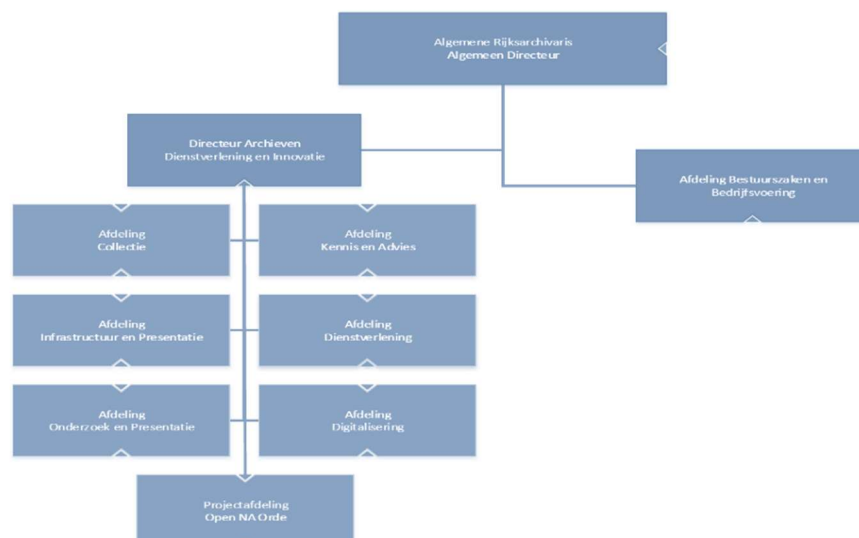 Algemene Rijksarchivaris
Algemeen Directeur
Directeur Archieven
Dienstverlening en Innovatie
Afdeling Bestuurszaken en
Bedrijfsvoering
Afdeling
Collectie
Afdeling
Kennis en Advies
Afdeling
Infrastructuur en Presentatie
Afdeling
Dienstverlening
Afdeling
Onderzoek en Presentatie
Afdeling
Digitalisering
Projectafdeling
Open NA Orde